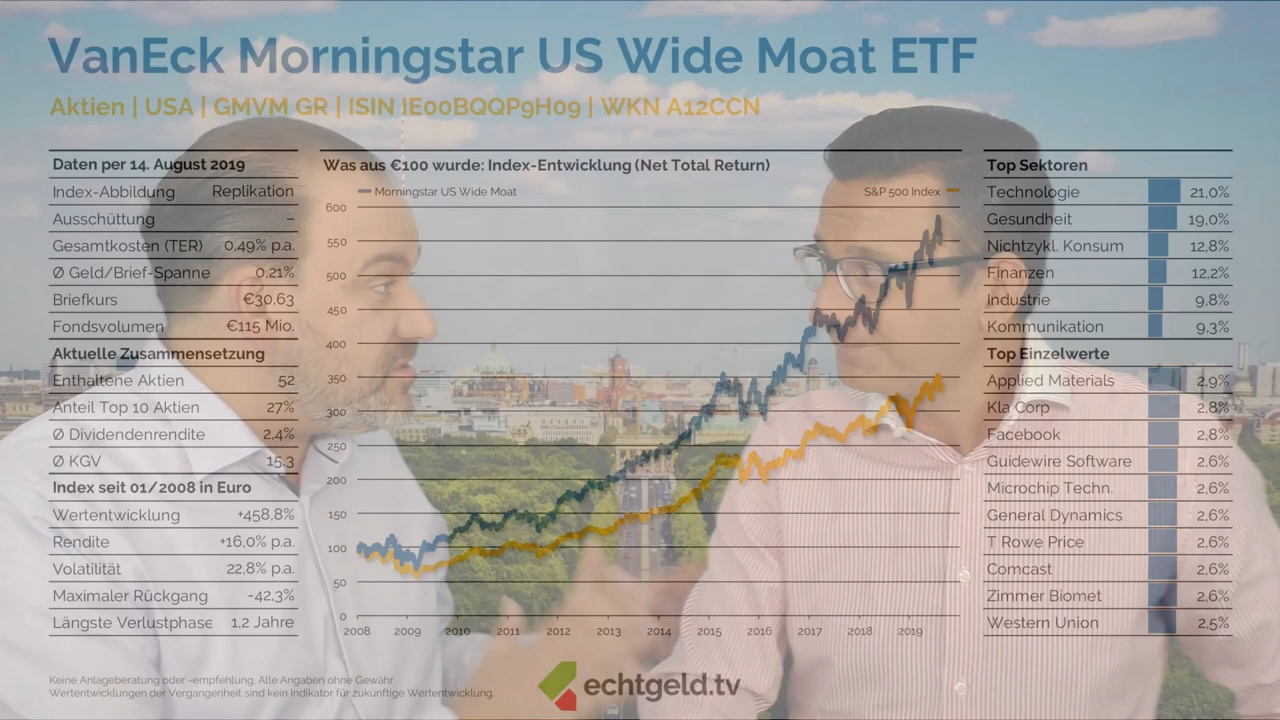 VanEck Morningstar US Wide Moat ETF
Aktien | USA | GMVM GR | ISIN IE00BQQP9H09 | WKN A12CCN
Daten per 14. August 2019
Index-Abbildung Replikation
Ausschüttung –
Gesamtkosten (TER) 0,49% p.a.
Ø Geld/Brief-Spanne 0,21%
Briefkurs €30,63
Fondsvolumen €115 Mio.
Aktuelle Zusammensetzung
Enthaltene Aktien 52
Anteil Top 10 Aktien 27%
Ø Dividendenrendite 2,4%
Ø KGV 15,3
Index seit 01/2008 in Euro
Wertentwicklung +458,8%
Rendite +16,0% p.a.
Volatilität 22,8% p.a.
Maximaler Rückgang -42,3%
Längste Verlustphase 1,2 Jahre
Was aus €100 wurde: Index-Entwicklung (Net Total Return)
Morningstar US Wide Moat S&P 500 Index
600
550
500
450
400
350
300
250
200
150
100
50
0
2008 2009 2010 2011 2012 2013 2014 2015 2016 2017 2018 2019
Top Sektoren
Technologie 21,0%
Gesundheit 19,0%
Nichtzykl. Konsum 12,8%
Finanzen 12,2%
Industrie 9,8%
Kommunikation 9,3%
Top Einzelwerte
Applied Materials 2,9%
Kla Corp 2,8%
Facebook 2,8%
Guidewire Software 2,6%
Microchip Techn. 2,6%
General Dynamics 2,6%
T Rowe Price 2,6%
Comcast 2,6%
Zimmer Biomet 2,6%
Western Union 2,5%
Keine Anlageberatung oder -empfehlung. Alle Angaben ohne Gewähr.
Wertentwicklungen der Vergangenheit sind kein Indikator für zukünftige Wertentwicklung.
echtgeld.tv